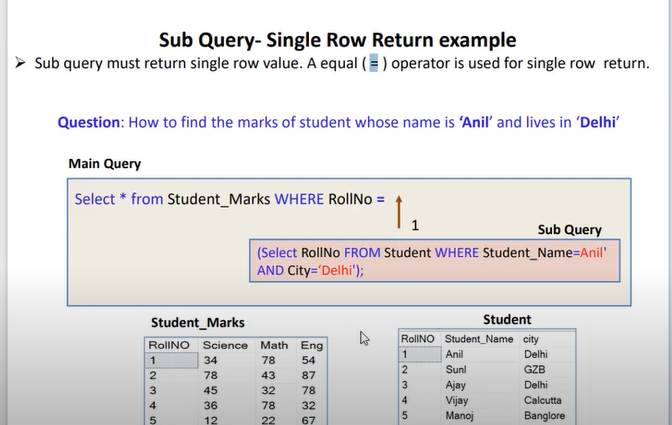 Sub Query- Single Row Return example
➢ Sub query must return single row value. A equal ( = ) operator is used for single row return.
Question: How to find the marks of student whose name is ‘Anil’ and lives in ‘Delhi’
Main Query
Select * from Student_Marks WHERE RollNo =
1
Sub Query
(Select RollNo FROM Student WHERE Student_Name=Anil'
AND City=‘Delhi');
Student_Marks
RollNO Science Math Eng
1 34 78 54
2 78 43 87
3 45 32 78
4 36 78 32
5 12 22 67
Student
RollNO Student_Name city
1 Anil Delhi
2 Sunl GZB
3 Ajay Delhi
4 Vijay Calcutta
5 Manoj Banglore